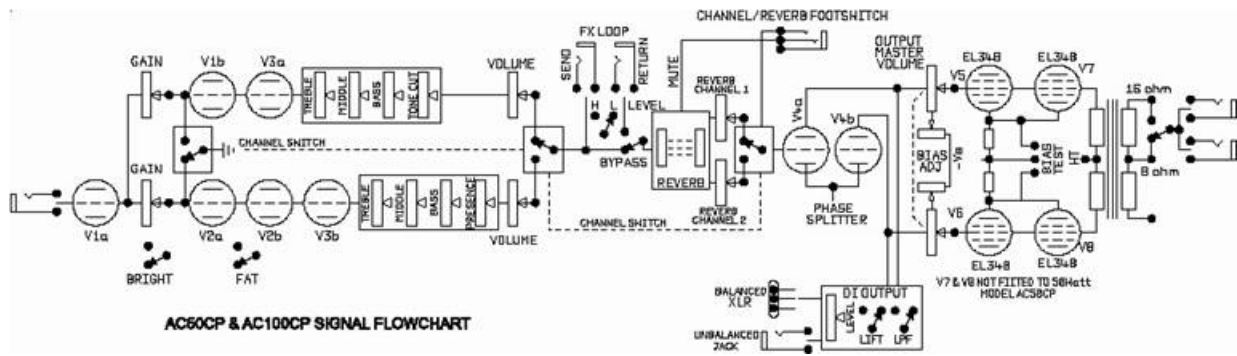 CHANNEL/REVERB FOOTSWITCH
FX LOOP
SEND
RETURN
MUTE
OUTPUT
MASTER
VOLUME
EL34B
EL34B
V5
V7
GAIN
V1b
V3a
TREBLE
MIDDLE
BASS
TONE CUT
VOLUME
H
L
LEVEL
BYPASS
REVERB
CHANNEL 1
V4a
V4b
16 ohm
CHANNEL SWITCH
BIAS
ADJ
-Va
BIAS
TEST
HT
8 ohm
GAIN
REVERB
REVERB
CHANNEL 2
PHASE
SPLITTER
V1a
V2a
V2b
V3b
TREBLE
MIDDLE
BASS
PRESENCE
VOLUME
CHANNEL SWITCH
V6
V8
EL34B
EL34B
BRIGHT
FAT
V7 & V8 NOT FITTED TO 50Watt
MODEL AC50CP
BALANCED
XLR
DI OUTPUT
LEVEL
LIFT
LPF
UNBALANCED
JACK
AC50CP & AC100CP SIGNAL FLOWCHART